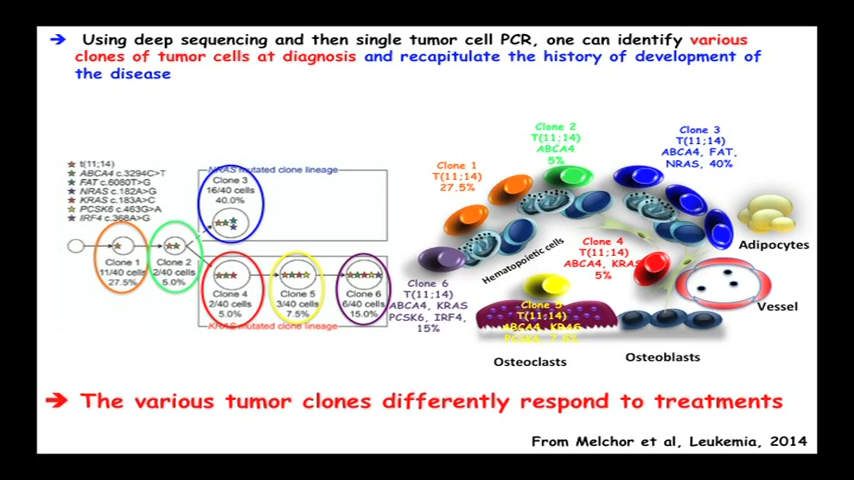 → Using deep sequencing and then single tumor cell PCR, one can identify various
clones of tumor cells at diagnosis and recapitulate the history of development of
the disease
t(11;14)
ABCA4 c.3294C>T
FAT c.6080T>G
NRAS c.182A>G
KRAS c.183A>C
PCSK6 c.463G>A
IRF4 c.368A>G
NRAS mutated clone lineage
Clone 3
16/40 cells
40.0%
Clone 1
11/40 cells
27.5%
Clone 2
2/40 cells
5.0%
Clone 4
2/40 cells
5.0%
Clone 5
3/40 cells
7.5%
Clone 6
6/40 cells
15.0%
KRAS mutated clone lineage
Clone 1
T(11;14)
27.5%
Clone 2
T(11;14)
ABCA4
5%
Clone 3
T(11;14)
ABCA4, FAT,
NRAS, 40%
Hematopoietic cells
Clone 4
T(11;14)
ABCA4, KRAS
5%
Adipocytes
Clone 6
T(11;14)
ABCA4, KRAS
PCSK6, IRF4,
15%
Clone 5
T(11;14)
ABCA4, KRAS
PCSK6, 7.5%
Vessel
Osteoclasts
Osteoblasts
➔ The various tumor clones differently respond to treatments
From Melchor et al, Leukemia, 2014